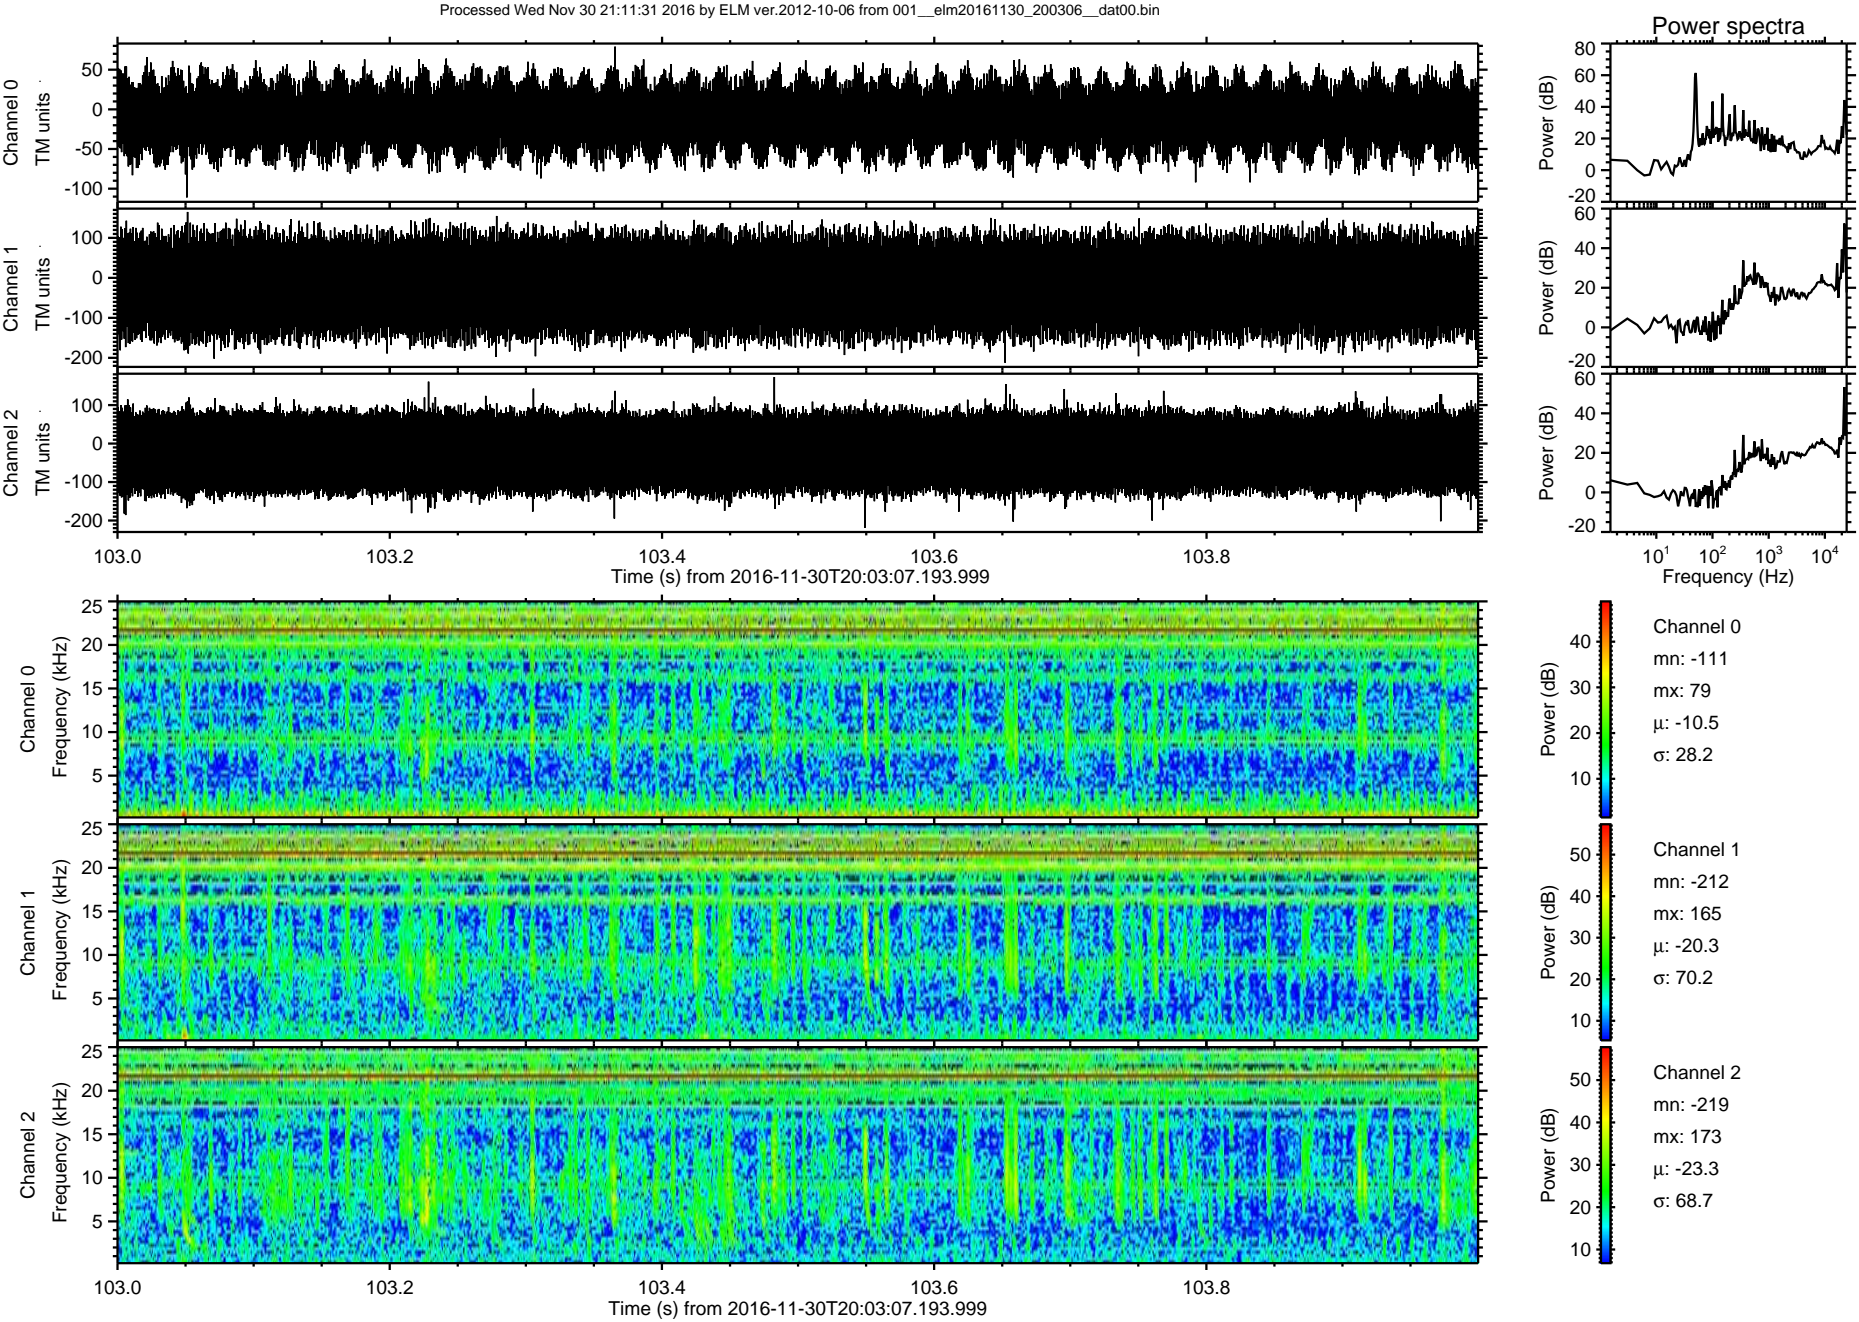 Processed Wed Nov 30 21:11:31 2016 by ELM ver.2012-10-06 from 001__elm20161130_200306__dat00.bin
Power spectra
Channel 0
TM units
50
0
-50
-100
Power (dB)
80
60
40
20
0
-20
Channel 1
TM units
100
0
-100
-200
Power (dB)
60
40
20
0
-20
Channel 2
TM units
100
0
-100
-200
Power (dB)
60
40
20
0
-20
103.0 103.2 103.4 103.6 103.8
Time (s) from 2016-11-30T20:03:07.193.999
10^1 10^2 10^3 10^4
Frequency (Hz)
Channel 0
Frequency (kHz)
25
20
15
10
5
Power (dB)
40
30
20
10
Channel 0
mn: -111
mx: 79
μ: -10.5
σ: 28.2
Channel 1
Frequency (kHz)
25
20
15
10
5
Power (dB)
50
40
30
20
10
Channel 1
mn: -212
mx: 165
μ: -20.3
σ: 70.2
Channel 2
Frequency (kHz)
25
20
15
10
5
Power (dB)
50
40
30
20
10
Channel 2
mn: -219
mx: 173
μ: -23.3
σ: 68.7
103.0 103.2 103.4 103.6 103.8
Time (s) from 2016-11-30T20:03:07.193.999